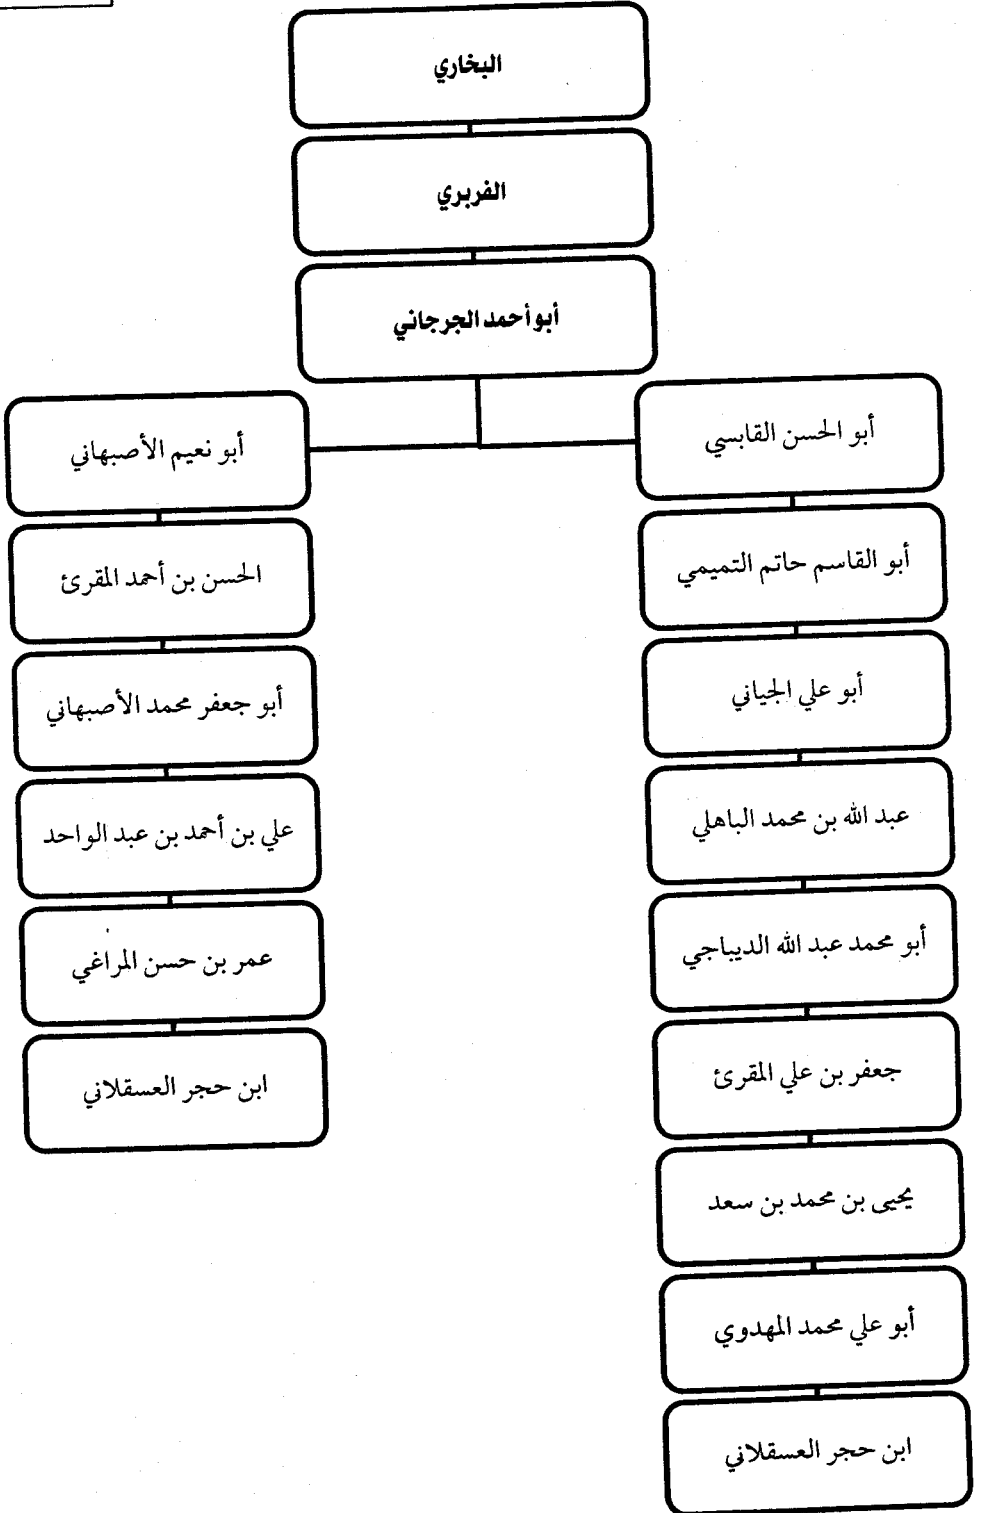 البخاري
الفربري
أبو أحمد الجرجاني
أبو الحسن القابسي
أبو القاسم حاتم التميمي
أبو علي الجياني
عبد الله بن محمد الباهلي
أبو محمد عبد الله الديباجي
جعفر بن علي المقرئ
يحيى بن محمد بن سعد
أبو علي محمد المهدوي
ابن حجر العسقلاني
أبو نعيم الأصبهاني
الحسن بن أحمد المقرئ
أبو جعفر محمد الأصبهاني
علي بن أحمد بن عبد الواحد
عمر بن حسن المراغي
ابن حجر العسقلاني